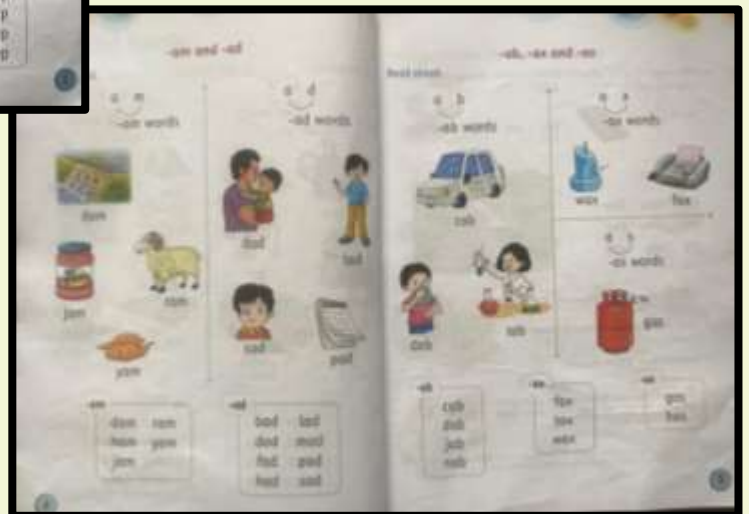 -am and -ad
a m
-am words
dam
jam
ram
yam
a d
-ad words
dad
lad
sad
pad
-am
dam ram
ham yam
jam
-ad
bad lad
dad mad
fad pad
had sad
-ab, -ax and -as
Read aloud.
a b
-ab words
cab
dab
lab
a x
-ax words
wax
fax
a s
-as words
gas
-ab
cab
dab
jab
nab
-ax
fax
tax
wax
-as
gas
has